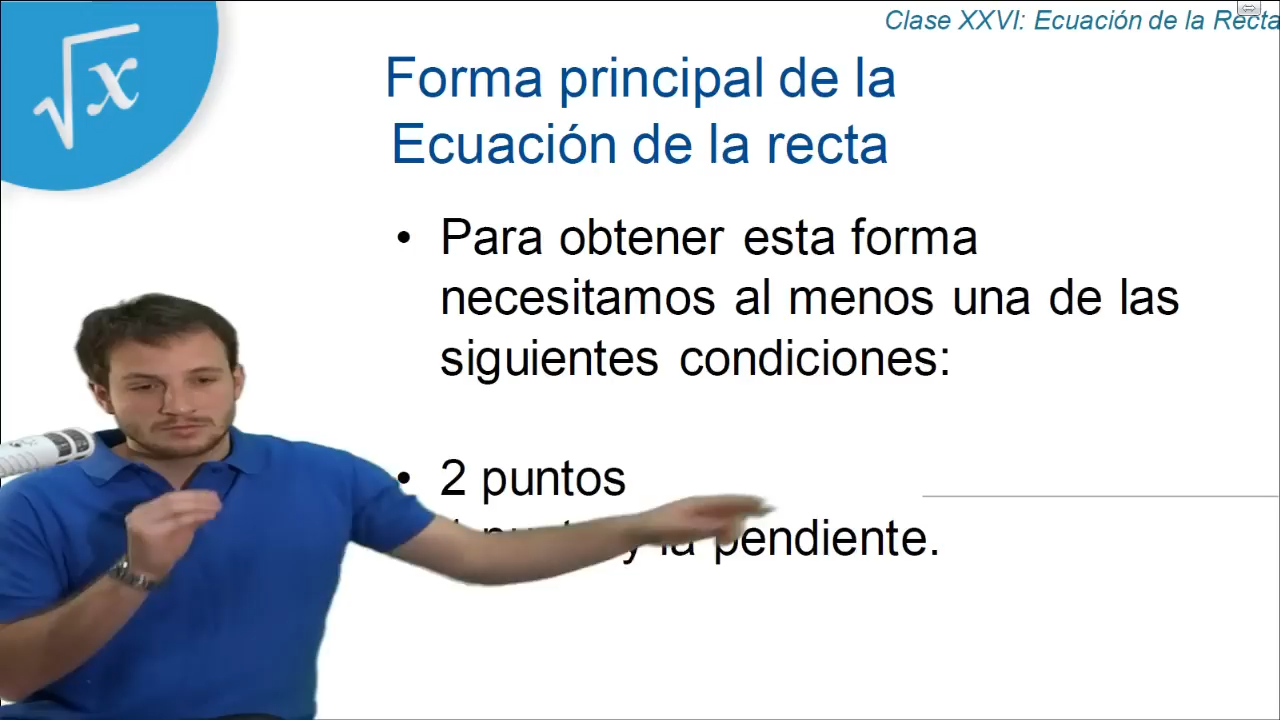 Clase XXVI: Ecuación de la Recta
√x
Forma principal de la
Ecuación de la recta
• Para obtener esta forma
necesitamos al menos una de las
siguientes condiciones:
• 2 puntos
y la pendiente.